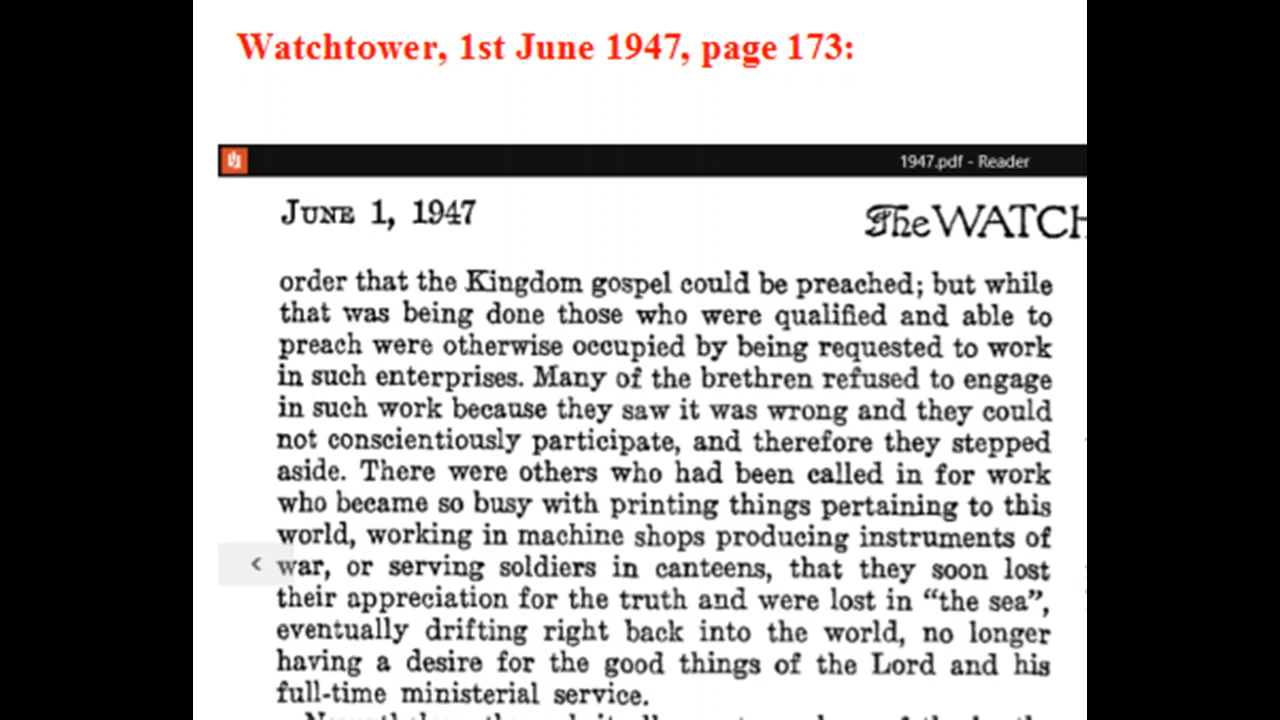 Watchtower, 1st June 1947, page 173:
1947.pdf - Reader
JUNE 1, 1947
The WATCH
order that the Kingdom gospel could be preached; but while
that was being done those who were qualified and able to
preach were otherwise occupied by being requested to work
in such enterprises. Many of the brethren refused to engage
in such work because they saw it was wrong and they could
not conscientiously participate, and therefore they stepped
aside. There were others who had been called in for work
who became so busy with printing things pertaining to this
world, working in machine shops producing instruments of
war, or serving soldiers in canteens, that they soon lost
their appreciation for the truth and were lost in “the sea”,
eventually drifting right back into the world, no longer
having a desire for the good things of the Lord and his
full-time ministerial service.